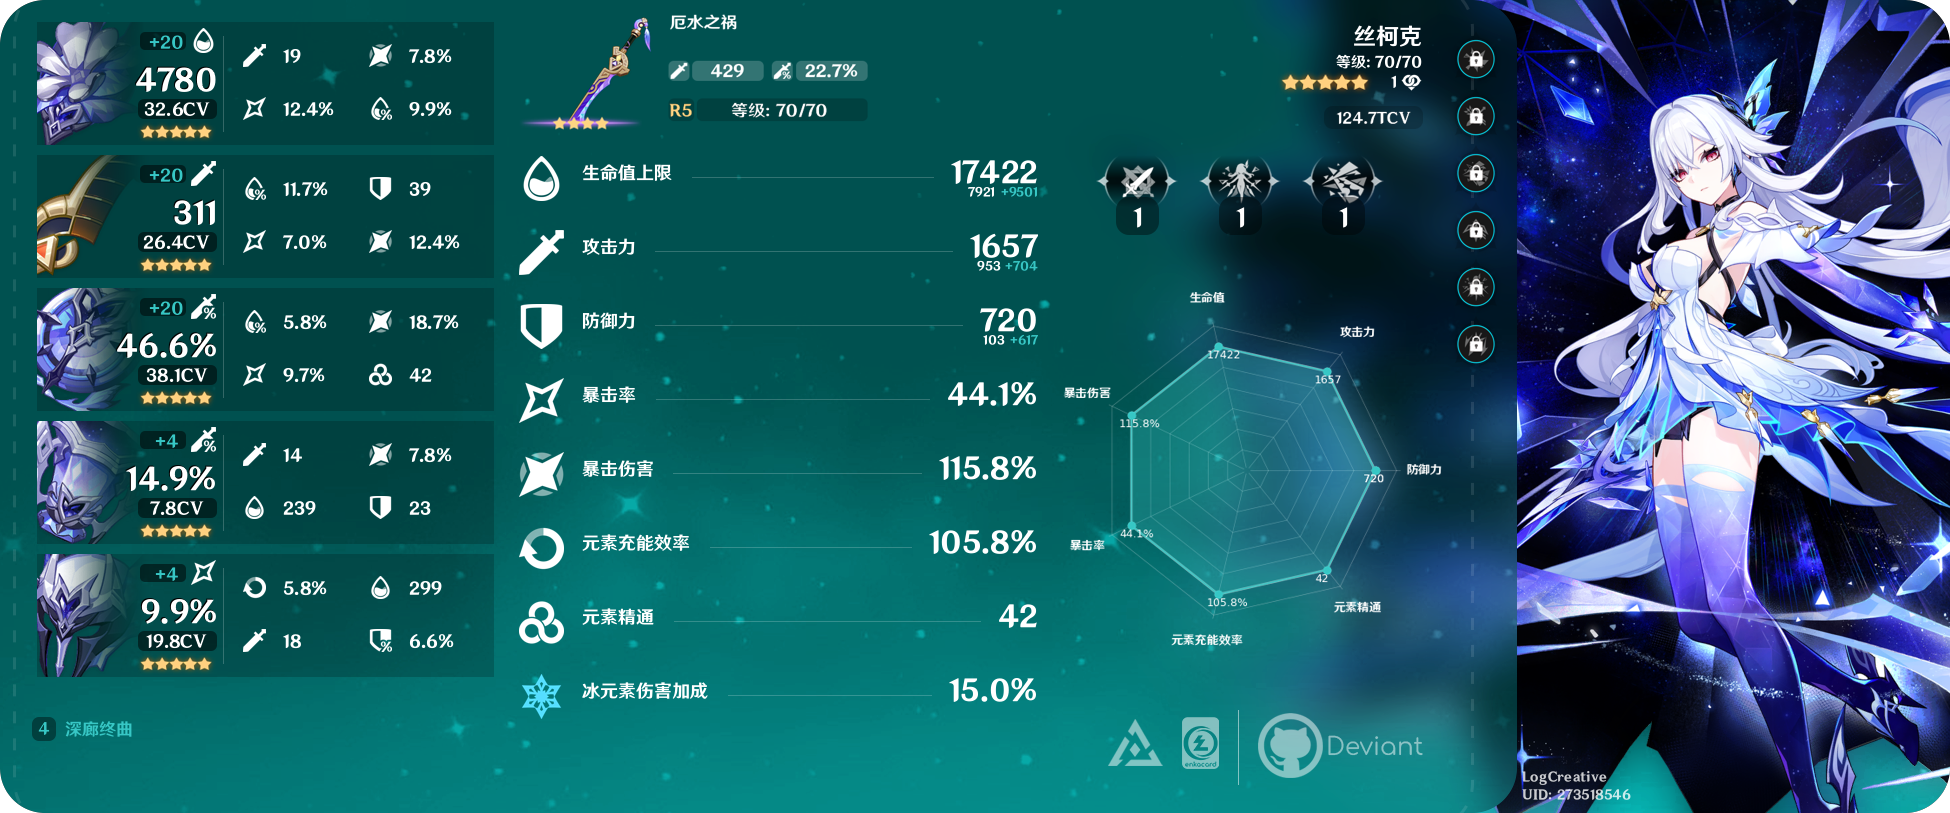 +20
4780
32.6CV
19
7.8%
12.4%
9.9%
+20
311
26.4CV
11.7%
39
7.0%
12.4%
+20
46.6%
38.1CV
5.8%
18.7%
9.7%
42
+4
14.9%
7.8CV
14
7.8%
239
23
+4
9.9%
19.8CV
5.8%
299
18
6.6%
4 深廊终曲
厄水之祸
429 22.7%
R5 等级: 70/70
生命值上限 17422
7921 +9501
攻击力 1657
953 +704
防御力 720
103 +617
暴击率 44.1%
暴击伤害 115.8%
元素充能效率 105.8%
元素精通 42
冰元素伤害加成 15.0%
丝柯克
等级: 70/70
1
124.7TCV
1 1 1
生命值
17422
攻击力
1657
暴击伤害
115.8%
防御力
720
暴击率
44.1%
元素精通
42
元素充能效率
105.8%
enkacard
Deviant
LogCreative
UID: 273518546